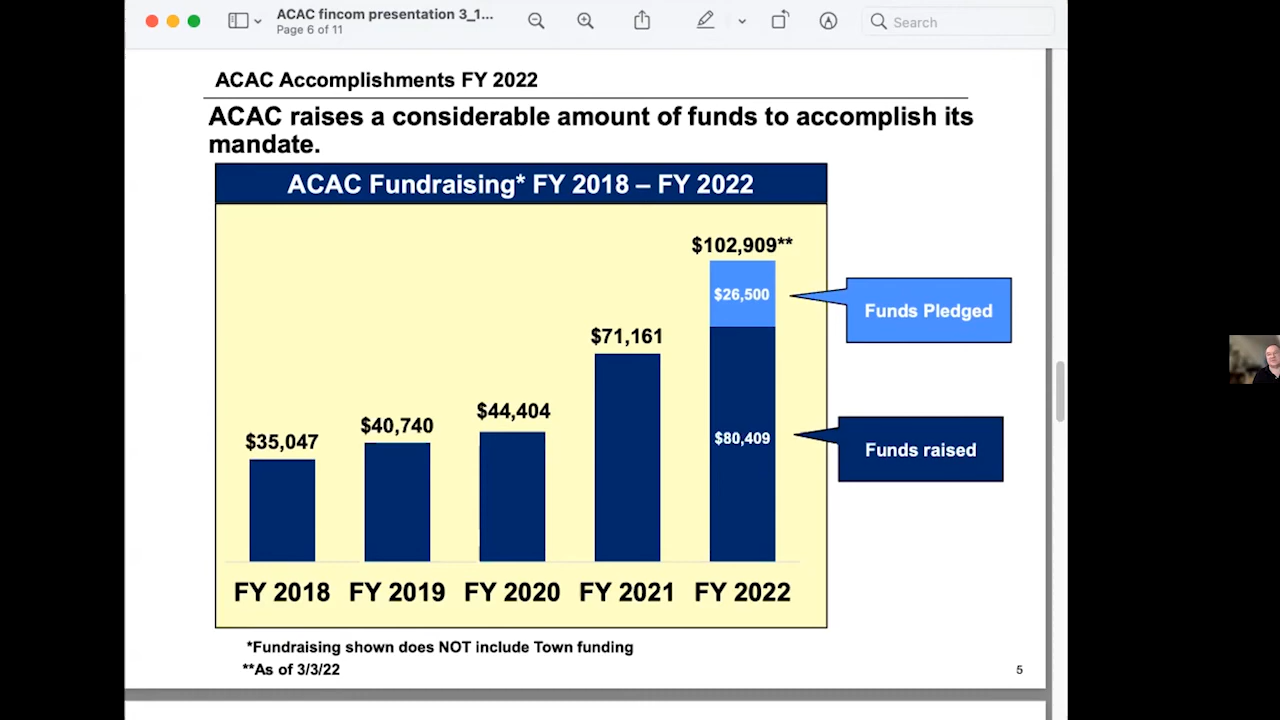 ACAC fincom presentation 3_1...
Page 6 of 11
Search
ACAC Accomplishments FY 2022
ACAC raises a considerable amount of funds to accomplish its
mandate.
ACAC Fundraising* FY 2018 – FY 2022
$102,909**
$26,500
Funds Pledged
$71,161
$44,404
$40,740
$35,047
$80,409
Funds raised
FY 2018 FY 2019 FY 2020 FY 2021 FY 2022
*Fundraising shown does NOT include Town funding
**As of 3/3/22
5